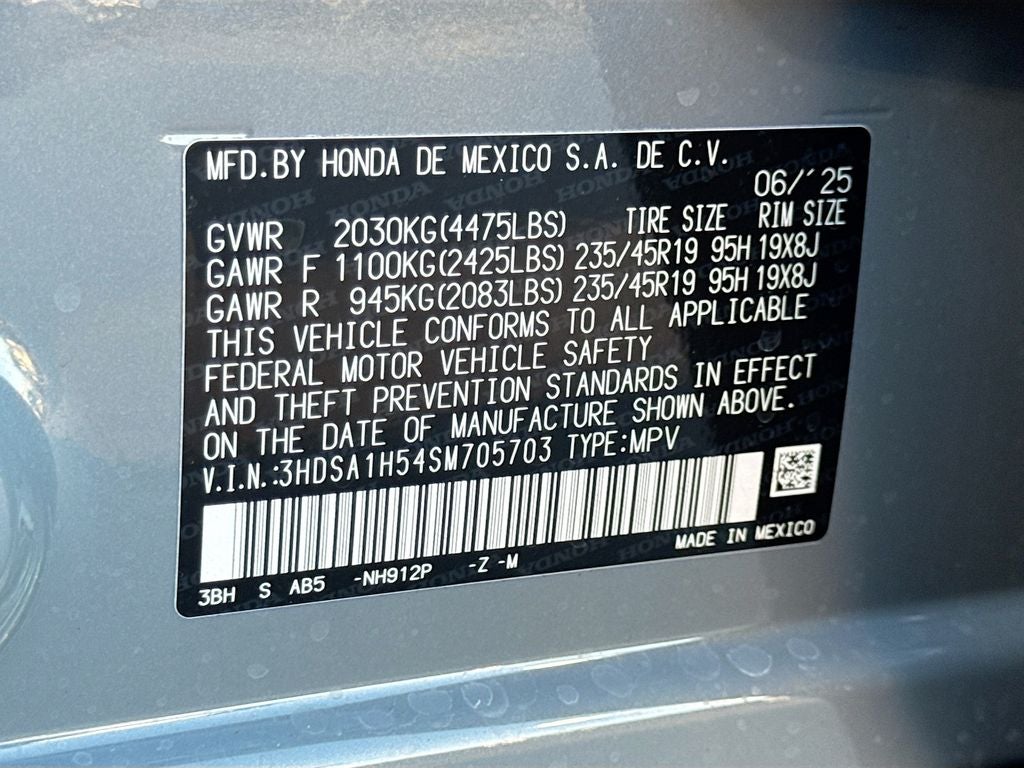 MFD.BY HONDA DE MEXICO S.A. DE C.V.
06/'25
GVWR 2030KG(4475LBS) TIRE SIZE RIM SIZE
GAWR F 1100KG(2425LBS) 235/45R19 95H 19X8J
GAWR R 945KG(2083LBS) 235/45R19 95H 19X8J
THIS VEHICLE CONFORMS TO ALL APPLICABLE
FEDERAL MOTOR VEHICLE SAFETY
AND THEFT PREVENTION STANDARDS IN EFFECT
ON THE DATE OF MANUFACTURE SHOWN ABOVE.
V.I.N.:3HDSA1H54SM705703 TYPE:MPV
MADE IN MEXICO
3BH S AB5 -NH912P -Z -M